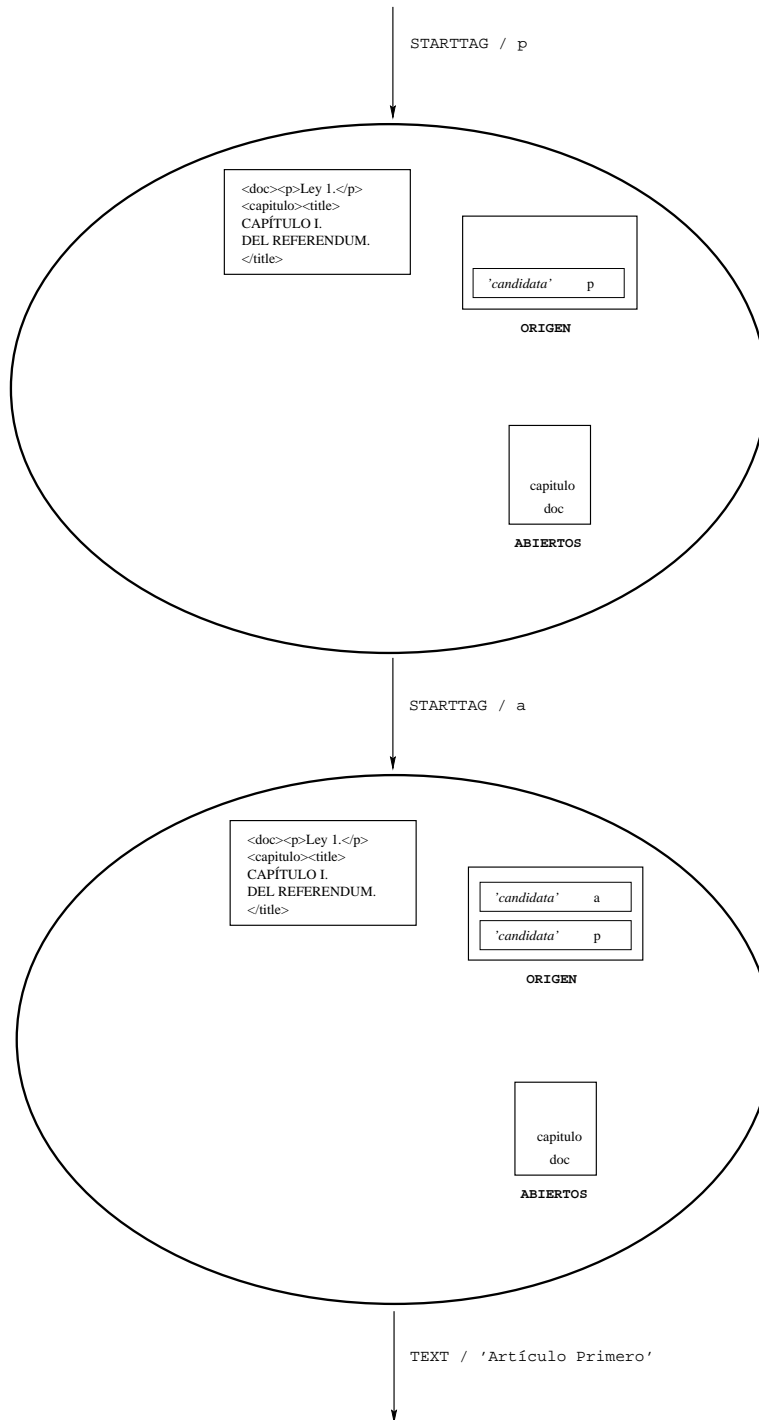 STARTTAG / p
<doc><p>Ley 1.</p>
<capitulo><title>
CAPÍTULO I.
DEL REFERENDUM.
</title>
'candidata' p
ORIGEN
capitulo
doc
ABIERTOS
STARTTAG / a
<doc><p>Ley 1.</p>
<capitulo><title>
CAPÍTULO I.
DEL REFERENDUM.
</title>
'candidata' a
'candidata' p
ORIGEN
capitulo
doc
ABIERTOS
TEXT / 'Artículo Primero'